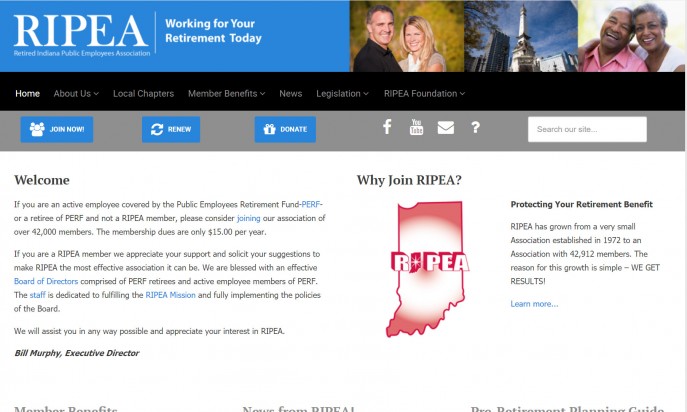 RIPEA
Retired Indiana Public Employees Association
Working for Your
Retirement Today
Home About Us Local Chapters Member Benefits News Legislation RIPEA Foundation
JOIN NOW! RENEW DONATE f You Tube ? Search our site...
Welcome
If you are an active employee covered by the Public Employees Retirement Fund-PERF-
or a retiree of PERF and not a RIPEA member, please consider joining our association of
over 42,000 members. The membership dues are only $15.00 per year.
If you are a RIPEA member we appreciate your support and solicit your suggestions to
make RIPEA the most effective association it can be. We are blessed with an effective
Board of Directors comprised of PERF retirees and active employee members of PERF.
The staff is dedicated to fulfilling the RIPEA Mission and fully implementing the policies
of the Board.
We will assist you in any way possible and appreciate your interest in RIPEA.
Bill Murphy, Executive Director
Why Join RIPEA?
RIPEA
Protecting Your Retirement Benefit
RIPEA has grown from a very small
Association established in 1972 to an
Association with 42,912 members. The
reason for this growth is simple – WE GET
RESULTS!
Learn more...
Member Benefits
News from RIPEA!
Pre-Retirement Planning Guide